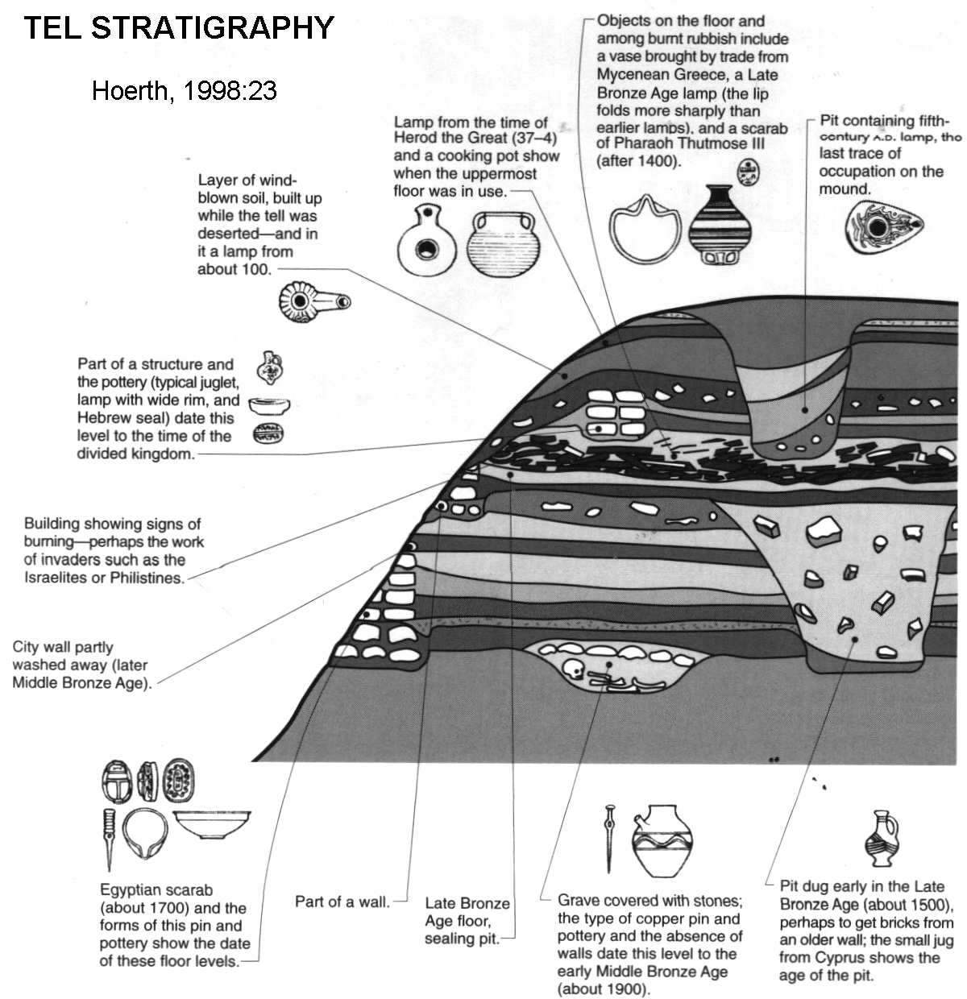 TEL STRATIGRAPHY
Hoerth, 1998:23
Objects on the floor and
among burnt rubbish include
a vase brought by trade from
Mycenean Greece, a Late
Bronze Age lamp (the lip
folds more sharply than
earlier lambs), and a scarab
of Pharaoh Thutmose III
(after 1400).
Lamp from the time of
Herod the Great (37–4)
and a cooking pot show
when the uppermost
floor was in use.
Pit containing fifth-
century A.D. lamp, tho
last trace of
occupation on the
mound.
Layer of wind-
blown soil, built up
while the tell was
deserted—and in
it a lamp from
about 100.
Part of a structure and
the pottery (typical juglet,
lamp with wide rim, and
Hebrew seal) date this
level to the time of the
divided kingdom.
Building showing signs of
burning—perhaps the work
of invaders such as the
Israelites or Philistines.
City wall partly
washed away (later
Middle Bronze Age).
Egyptian scarab
(about 1700) and the
forms of this pin and
pottery show the date
of these floor levels.
Part of a wall.
Late Bronze
Age floor,
sealing pit.
Grave covered with stones;
the type of copper pin and
pottery and the absence of
walls date this level to the
early Middle Bronze Age
(about 1900).
Pit dug early in the Late
Bronze Age (about 1500),
perhaps to get bricks from
an older wall; the small jug
from Cyprus shows the
age of the pit.